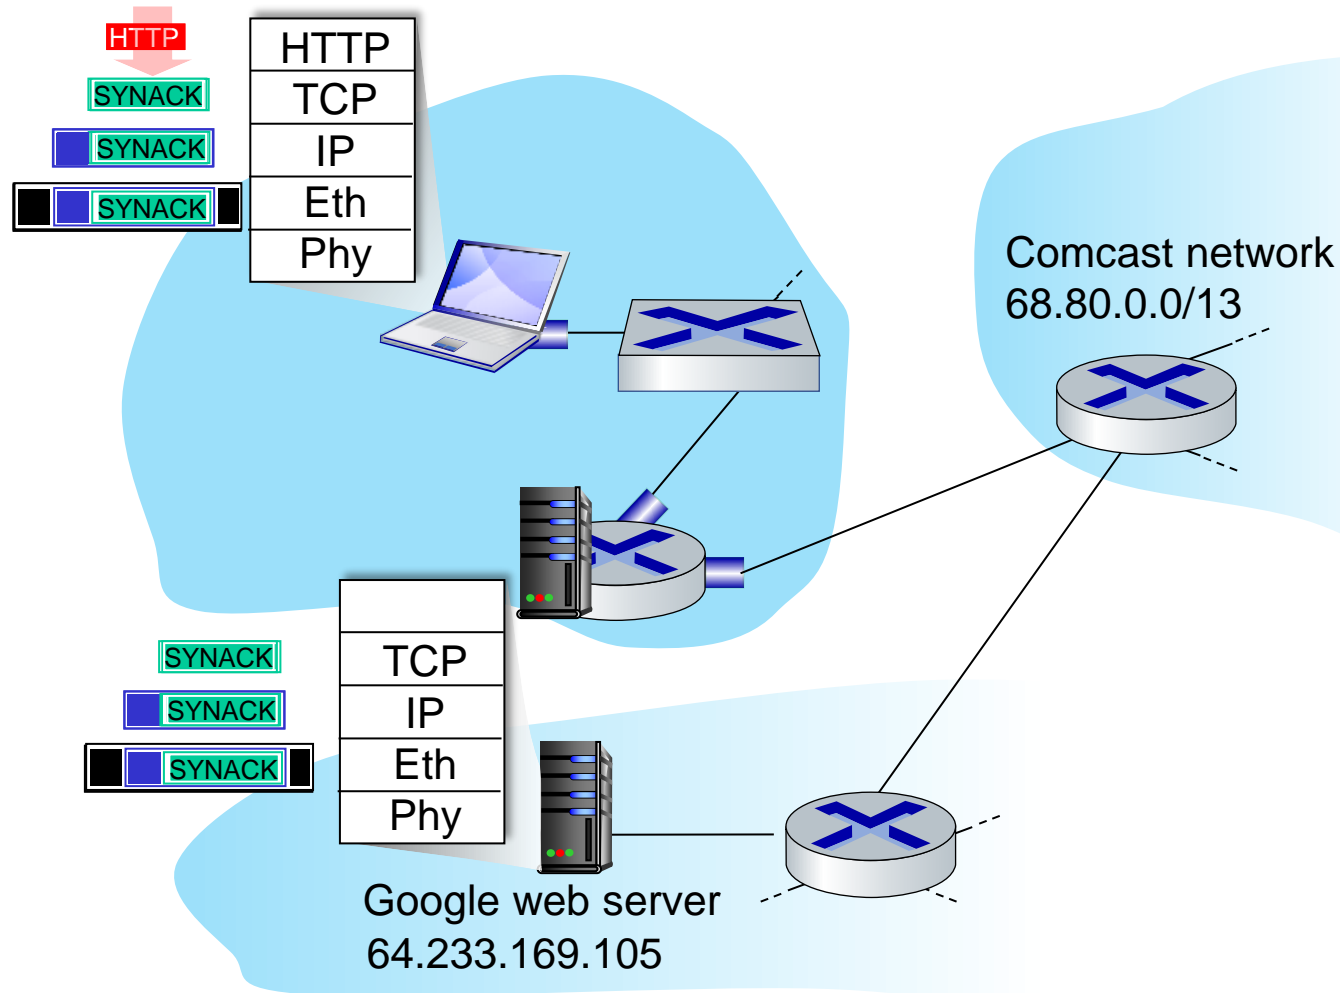 HTTP
SYNACK
SYNACK
SYNACK
HTTP
TCP
IP
Eth
Phy
Comcast network
68.80.0.0/13
SYNACK
SYNACK
SYNACK
TCP
IP
Eth
Phy
Google web server
64.233.169.105